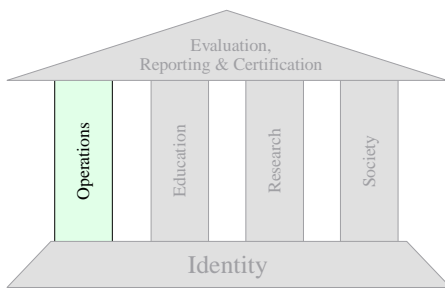 Evaluation,
Reporting & Certification
Operations
Education
Research
Society
Identity